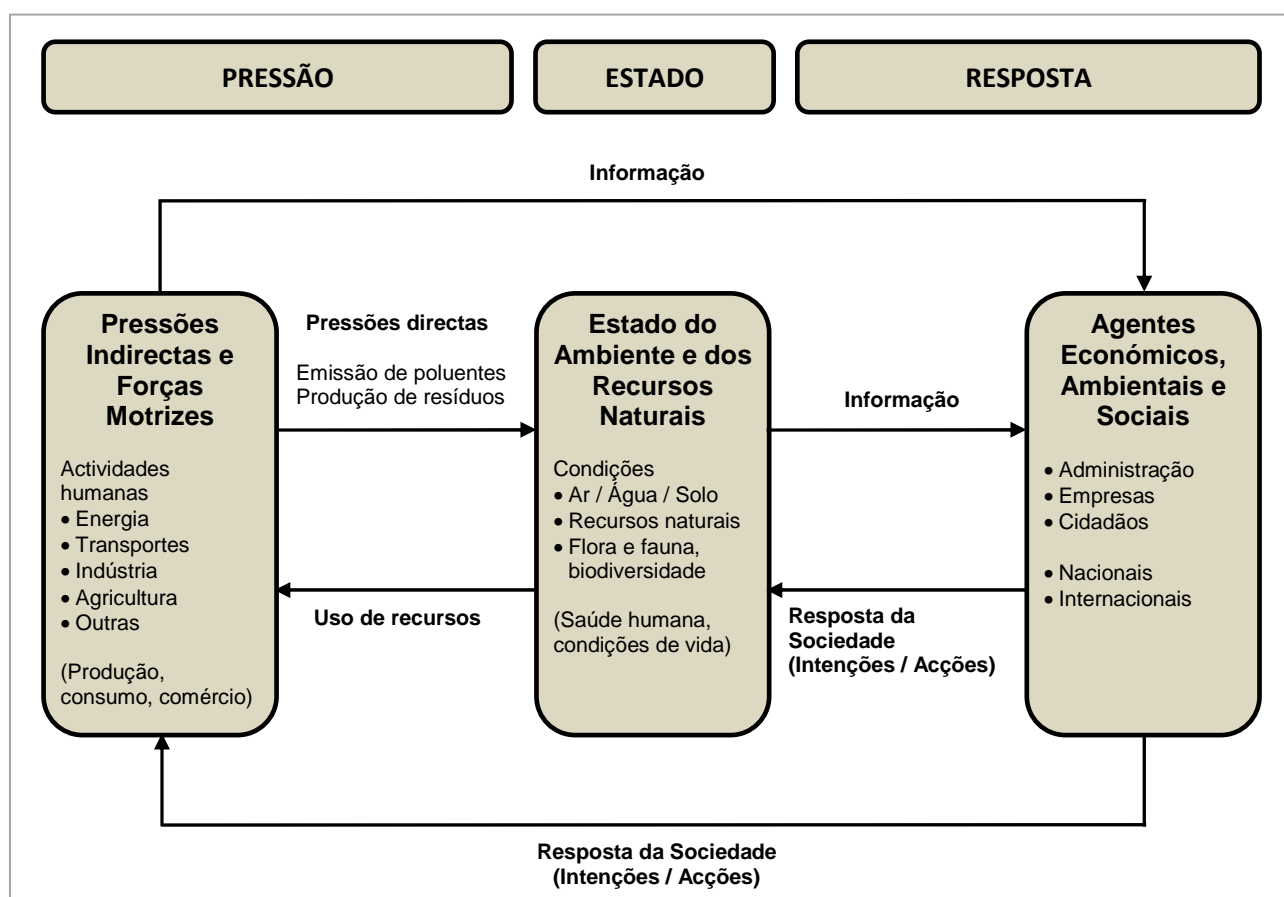 PRESSÃO
ESTADO
RESPOSTA
Informação
Pressões
Indirectas e
Forças
Motrizes
Actividades
humanas
• Energia
• Transportes
• Indústria
• Agricultura
• Outras
(Produção,
consumo, comércio)
Pressões directas
Emissão de poluentes
Produção de resíduos
Uso de recursos
Estado do
Ambiente e dos
Recursos
Naturais
Condições
• Ar / Água / Solo
• Recursos naturais
• Flora e fauna,
biodiversidade
(Saúde humana,
condições de vida)
Informação
Resposta da
Sociedade
(Intenções / Acções)
Agentes
Económicos,
Ambientais e
Sociais
• Administração
• Empresas
• Cidadãos
• Nacionais
• Internacionais
Resposta da Sociedade
(Intenções / Acções)